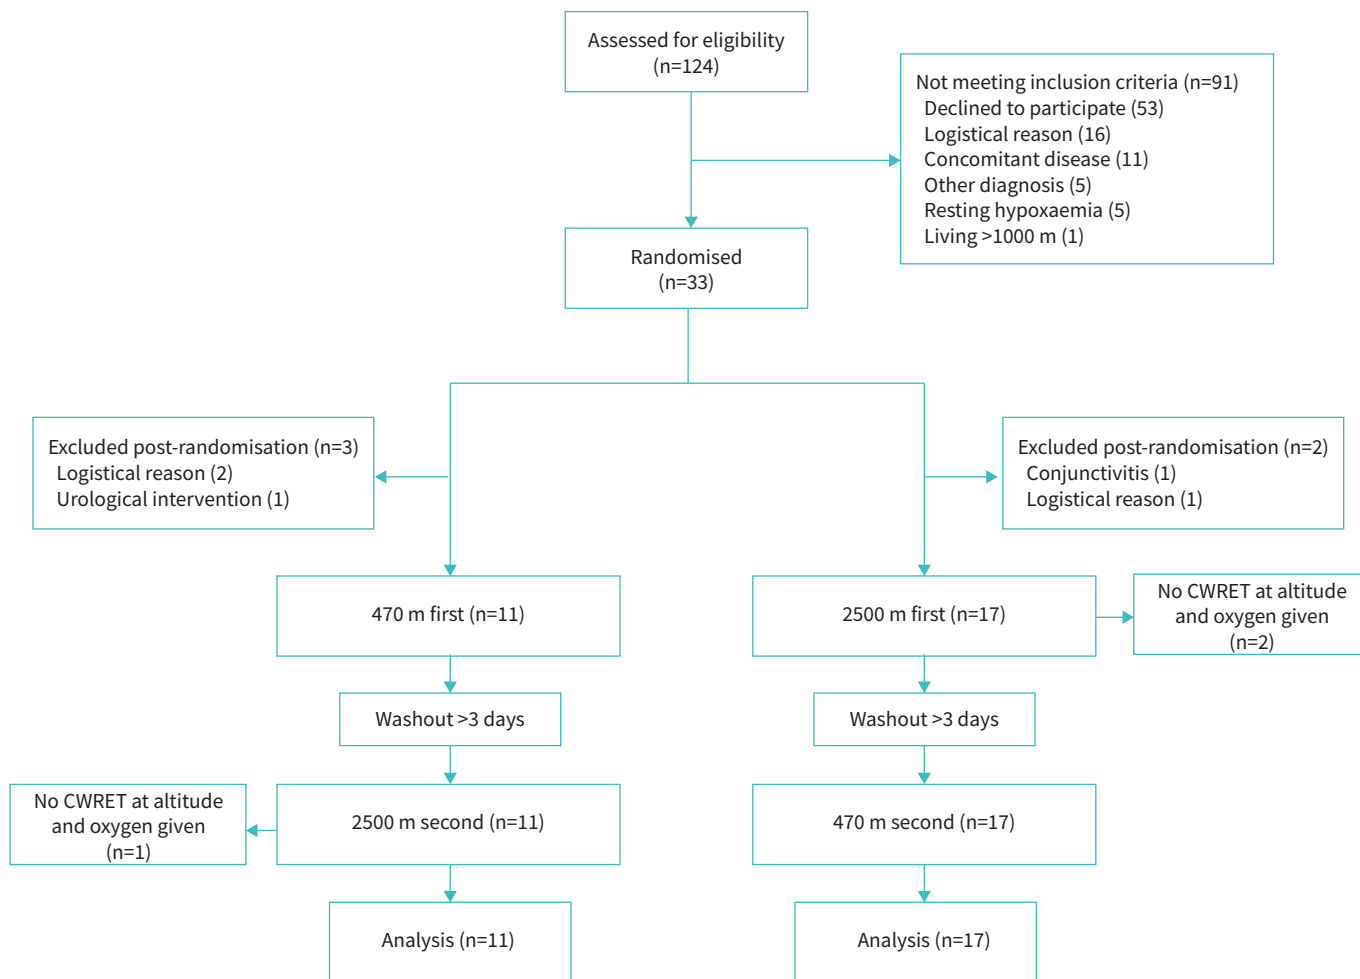 Assessed for eligibility
(n=124)
Not meeting inclusion criteria (n=91)
Declined to participate (53)
Logistical reason (16)
Concomitant disease (11)
Other diagnosis (5)
Resting hypoxaemia (5)
Living >1000 m (1)
Randomised
(n=33)
Excluded post-randomisation (n=3)
Logistical reason (2)
Urological intervention (1)
Excluded post-randomisation (n=2)
Conjunctivitis (1)
Logistical reason (1)
470 m first (n=11)
2500 m first (n=17)
No CWRET at altitude
and oxygen given
(n=2)
Washout >3 days
Washout >3 days
No CWRET at altitude
and oxygen given
(n=1)
2500 m second (n=11)
470 m second (n=17)
Analysis (n=11)
Analysis (n=17)